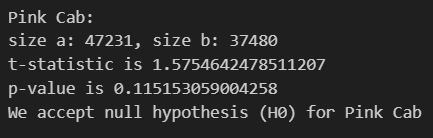 Pink Cab:
size a: 47231, size b: 37480
t-statistic is 1.5754642478511207
p-value is 0.115153059004258
We accept null hypothesis (H0) for Pink Cab